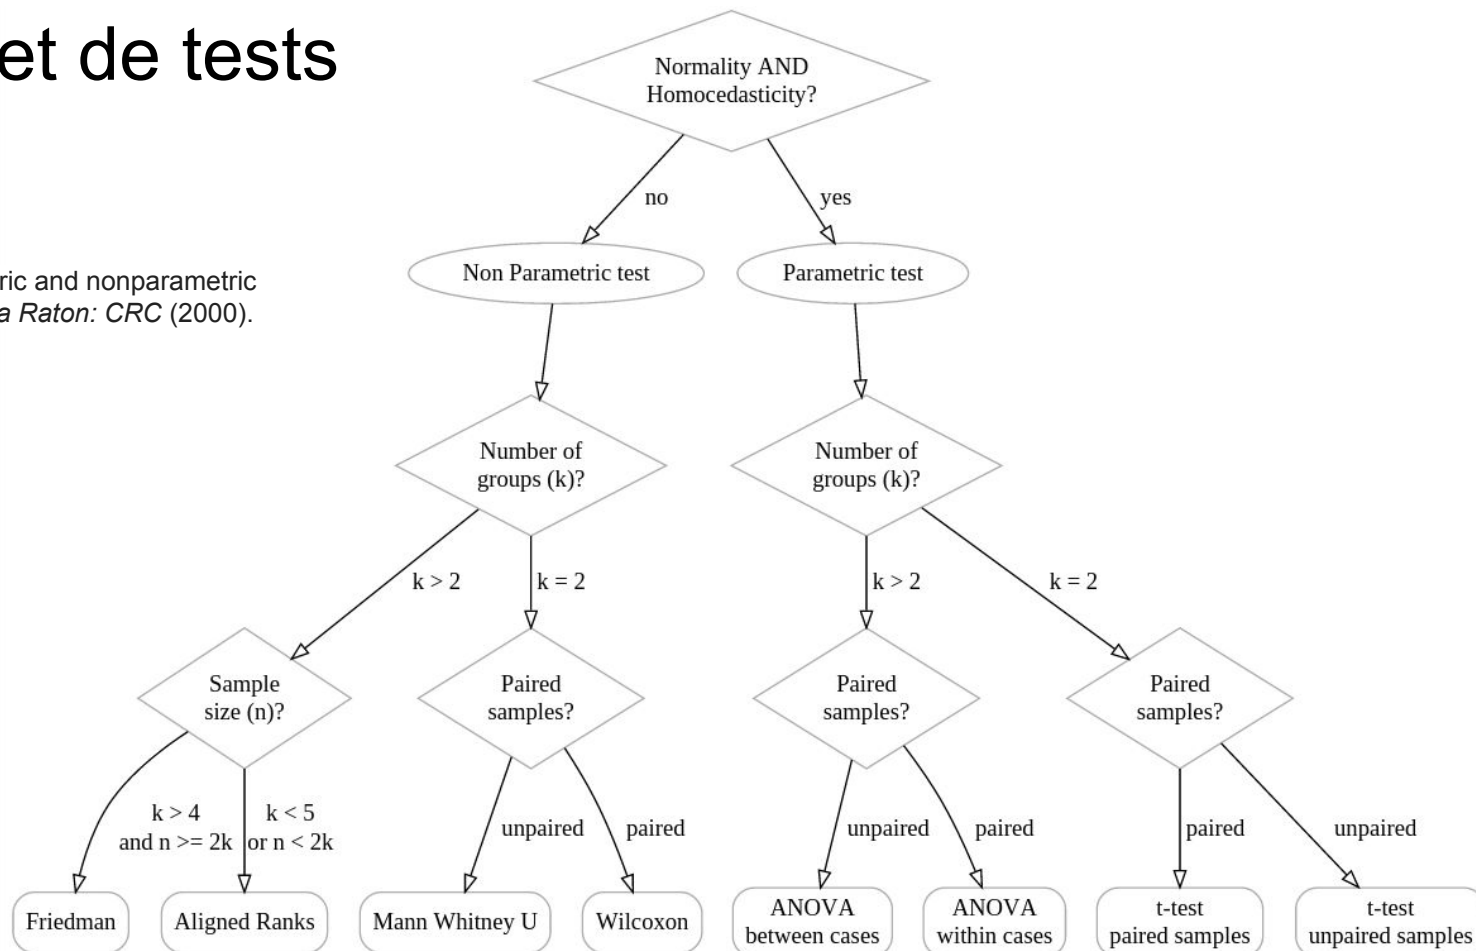 et de tests
ric and nonparametric
a Raton: CRC (2000).
Normality AND
Homocedasticity?
no
yes
Non Parametric test
Parametric test
Number of
groups (k)?
Number of
groups (k)?
k > 2
k = 2
k > 2
k = 2
Sample
size (n)?
Paired
samples?
Paired
samples?
Paired
samples?
k > 4
and n >= 2k
k < 5
or n < 2k
unpaired
paired
unpaired
paired
paired
unpaired
Friedman
Aligned Ranks
Mann Whitney U
Wilcoxon
ANOVA
between cases
ANOVA
within cases
t-test
paired samples
t-test
unpaired samples